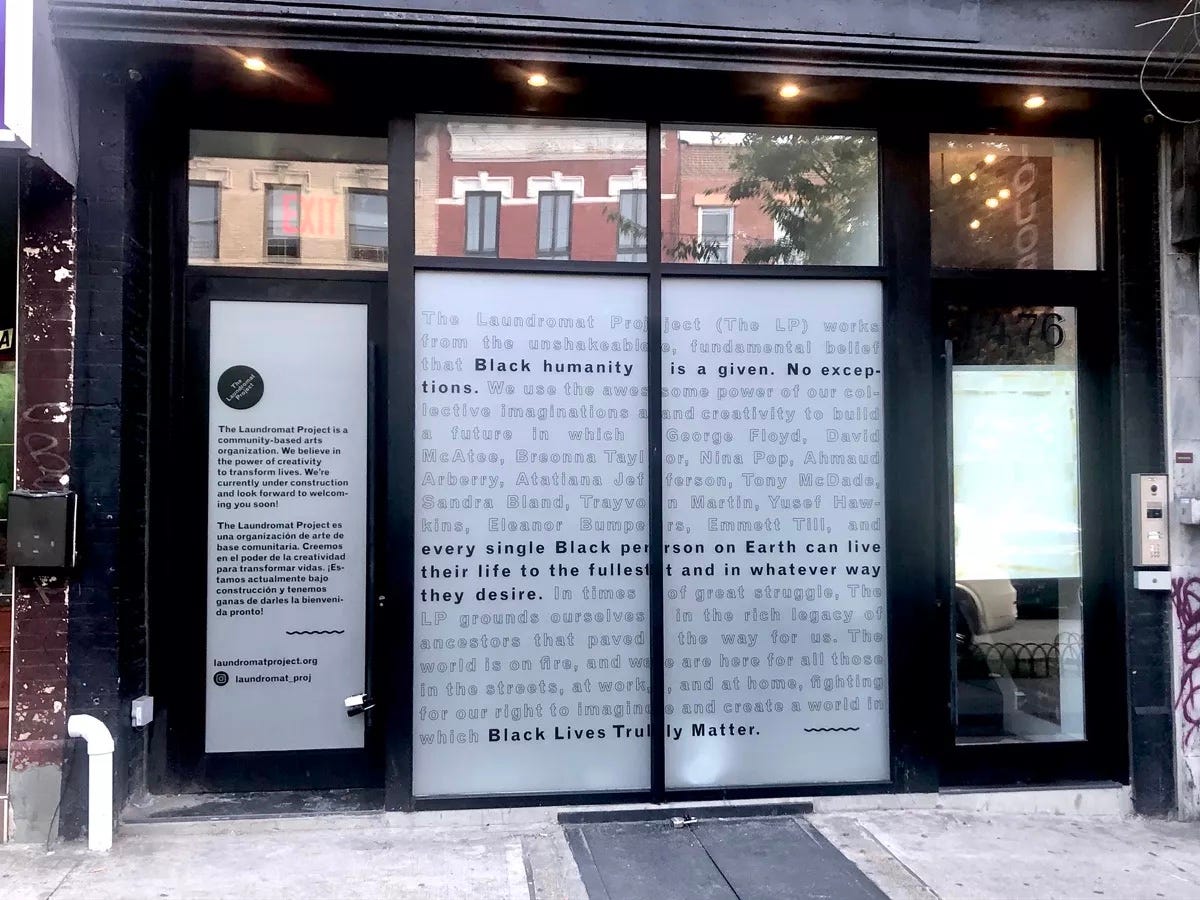 EXIT
The
Laundromat
Project
The Laundromat Project is a
community-based arts
organization. We believe in
the power of creativity
to transform lives. We're
currently under construction
and look forward to welcom-
ing you soon!
The Laundromat Project es
una organización de arte de
base comunitaria. Creemos
en el poder de la creatividad
para transformar vidas. ¡Es-
tamos actualmente bajo
construcción y tenemos
ganas de darles la bienveni-
da pronto!
laundromatproject.org
laundromat_proj
The Laundromat Project (The LP) works
from the unshakeable, fundamental belief
that Black humanity is a given. No excep-
tions. We use the awesome power of our col-
lective imaginations and creativity to build
a future in which George Floyd, David
McAtee, Breonna Taylor, Nina Pop, Ahmaud
Arberry, Atatiana Jefferson, Tony McDade,
Sandra Bland, Trayvon Martin, Yusef Haw-
kins, Eleanor Bumpers, Emmett Till, and
every single Black person on Earth can live
their life to the fullest and in whatever way
they desire. In times of great struggle, The
LP grounds ourselves in the rich legacy of
ancestors that paved the way for us. The
world is on fire, and we are here for all those
in the streets, at work, and at home, fighting
for our right to imagine and create a world in
which Black Lives Truly Matter.